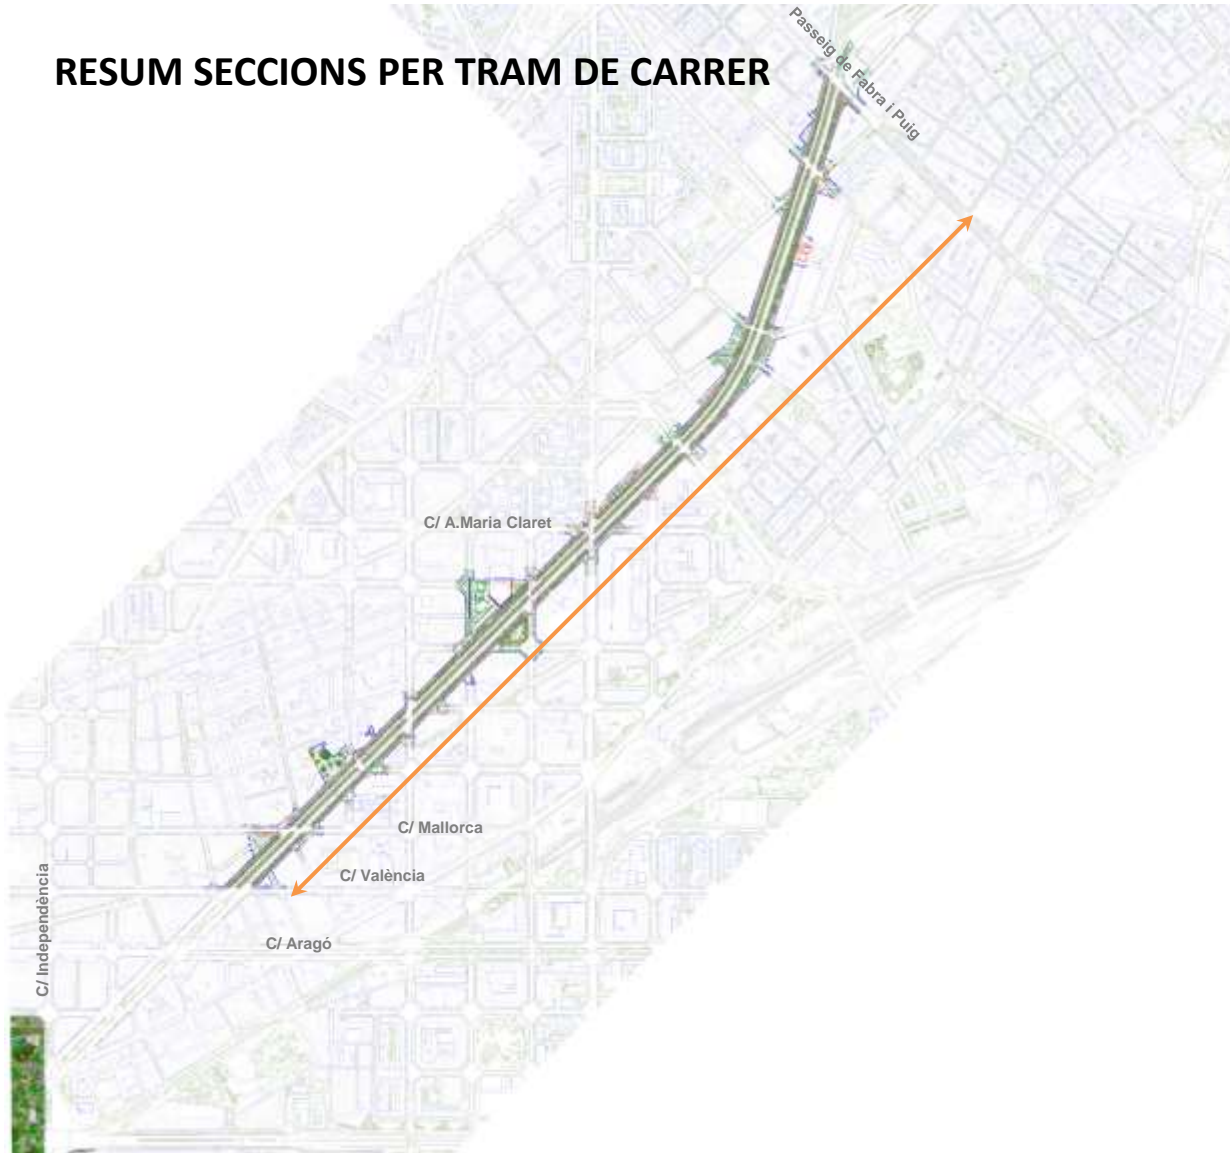 RESUM SECCIONS PER TRAM DE CARRER
Passeig de Fabra i Puig
C/ A.Maria Claret
C/ Mallorca
C/ València
C/ Aragó
C/ Independència